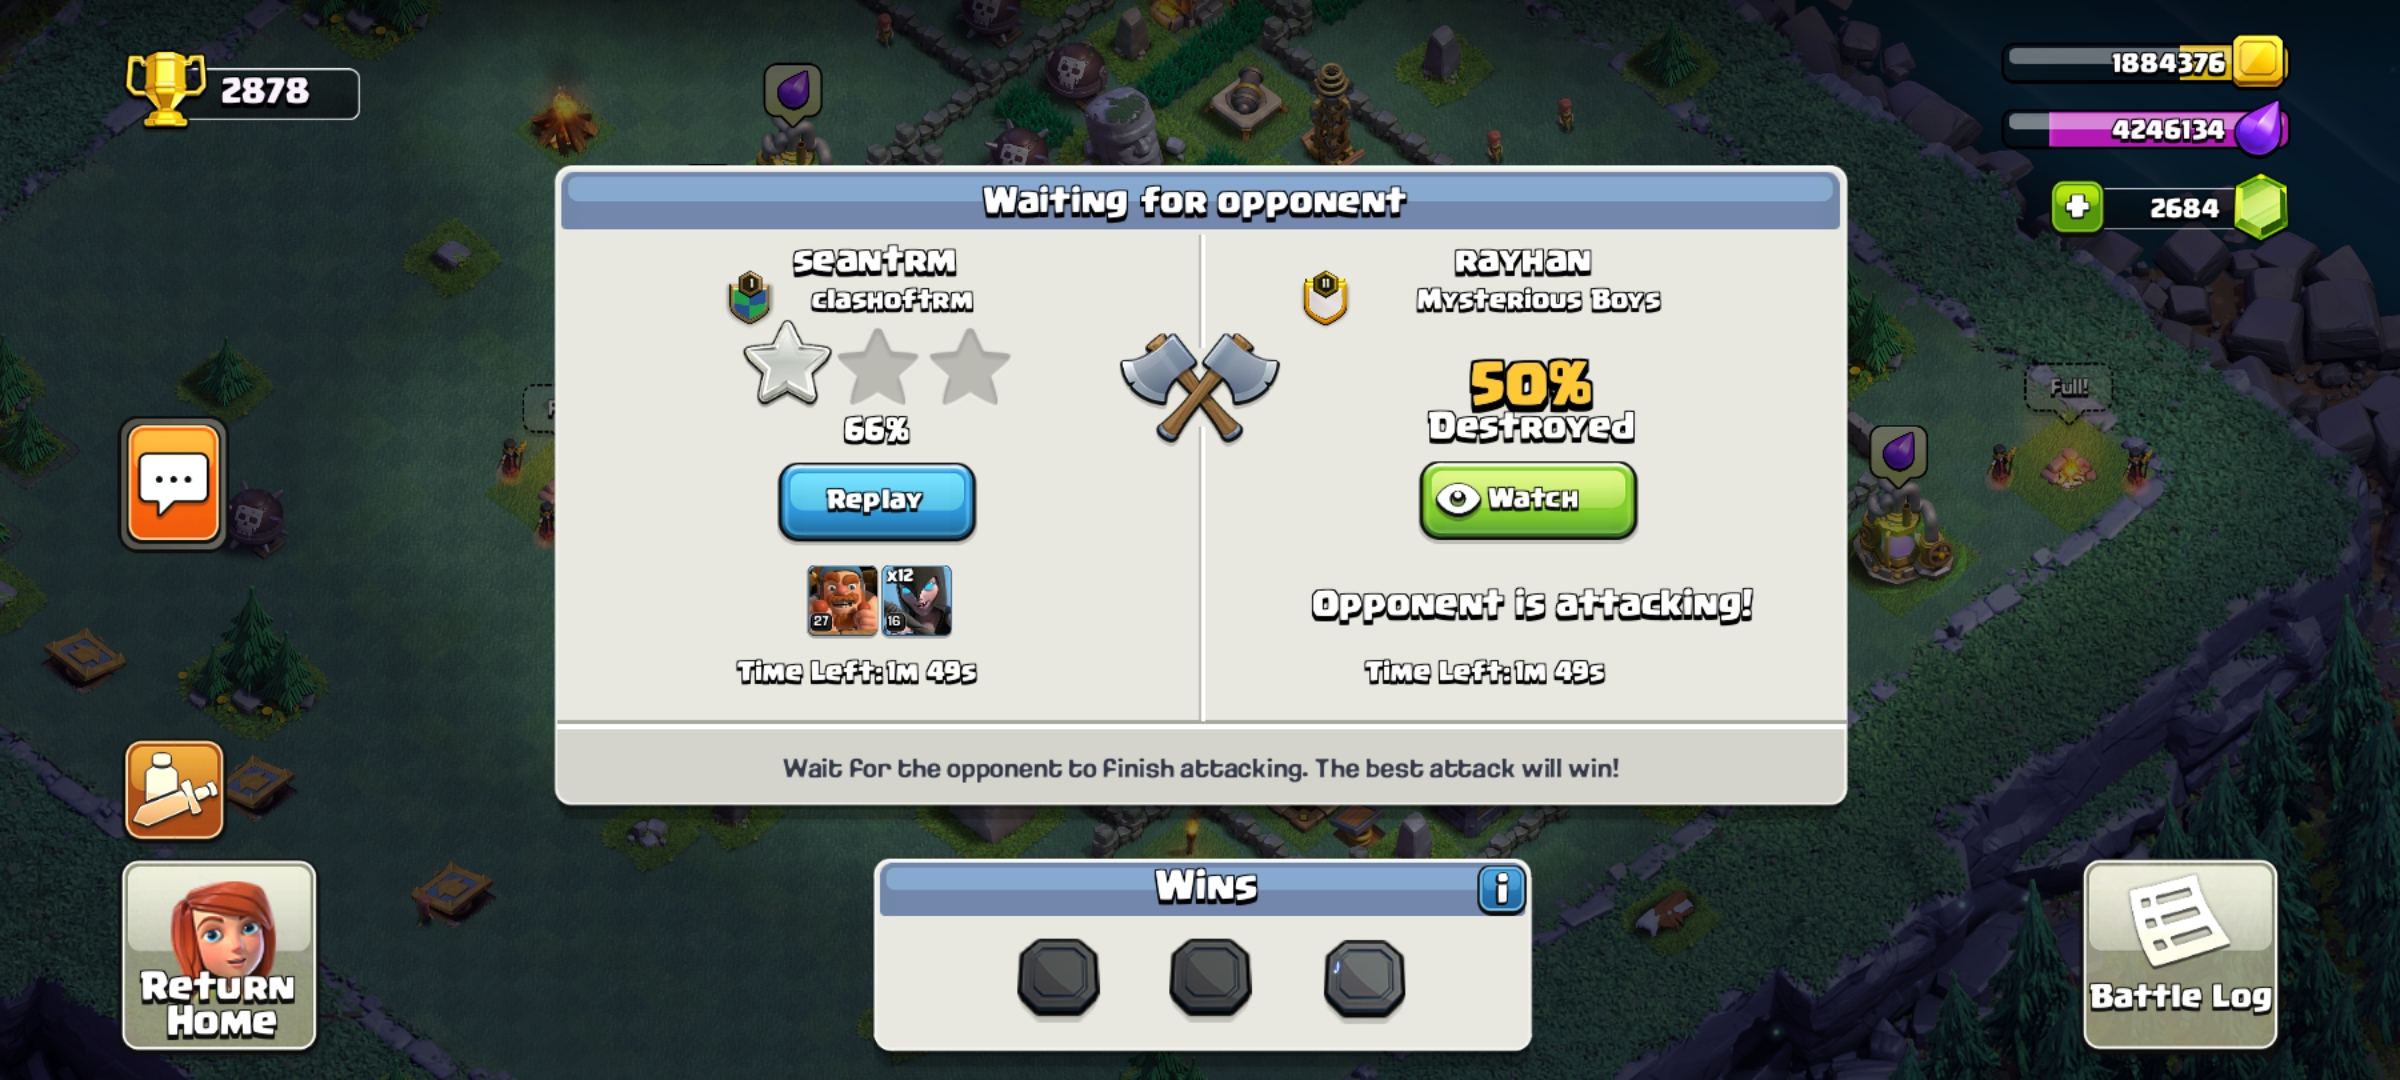 2878
1884376
4246134
2684
Waiting for opponent
seantrm
1
clashoftrm
66%
Replay
x12
27
16
Time Left:1m 49s
Rayhan
11
Mysterious Boys
50%
Destroyed
Watch
Opponent is attacking!
Time Left:1m 49s
Full!
Wait for the opponent to finish attacking. The best attack will win!
Wins
i
Return
Home
Battle Log